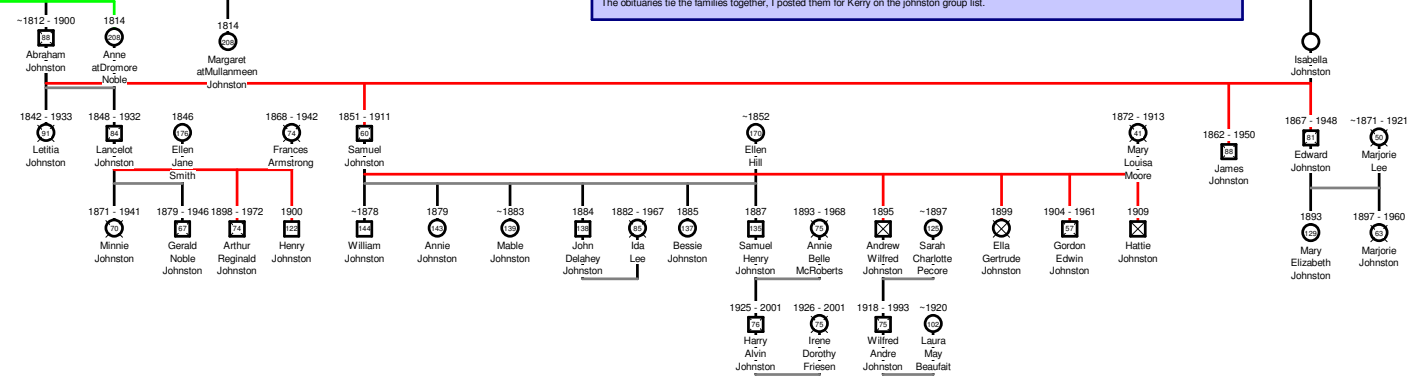 The obituaries tie the families together, I posted them for Kerry on the johnston group list.
~1812 - 1900
88
Abraham
Johnston
1814
208
Anne
atDromore
Noble
1814
208
Margaret
atMullanmeen
Johnston
Isabella
Johnston
1842 - 1933
91
Letitia
Johnston
1848 - 1932
84
Lancelot
Johnston
1846
176
Ellen
Jane
Smith
1868 - 1942
74
Frances
Armstrong
1851 - 1911
60
Samuel
Johnston
~1852
170
Ellen
Hill
1872 - 1913
41
Mary
Louisa
Moore
1862 - 1950
88
James
Johnston
1867 - 1948
81
Edward
Johnston
~1871 - 1921
50
Marjorie
Lee
1871 - 1941
70
Minnie
Johnston
1879 - 1946
67
Gerald
Noble
Johnston
1898 - 1972
74
Arthur
Reginald
Johnston
1900
122
Henry
Johnston
~1878
144
William
Johnston
1879
143
Annie
Johnston
~1883
139
Mable
Johnston
1884
138
John
Delahey
Johnston
1882 - 1967
85
Ida
Lee
1885
137
Bessie
Johnston
1887
135
Samuel
Henry
Johnston
1893 - 1968
75
Annie
Belle
McRoberts
1895
Andrew
Wilfred
Johnston
~1897
125
Sarah
Charlotte
Pecore
1899
Ella
Gertrude
Johnston
1904 - 1961
57
Gordon
Edwin
Johnston
1909
Hattie
Johnston
1893
129
Mary
Elizabeth
Johnston
1897 - 1960
63
Marjorie
Johnston
1925 - 2001
76
Harry
Alvin
Johnston
1926 - 2001
75
Irene
Dorothy
Friesen
1918 - 1993
75
Wilfred
Andre
Johnston
~1920
102
Laura
May
Beaufait